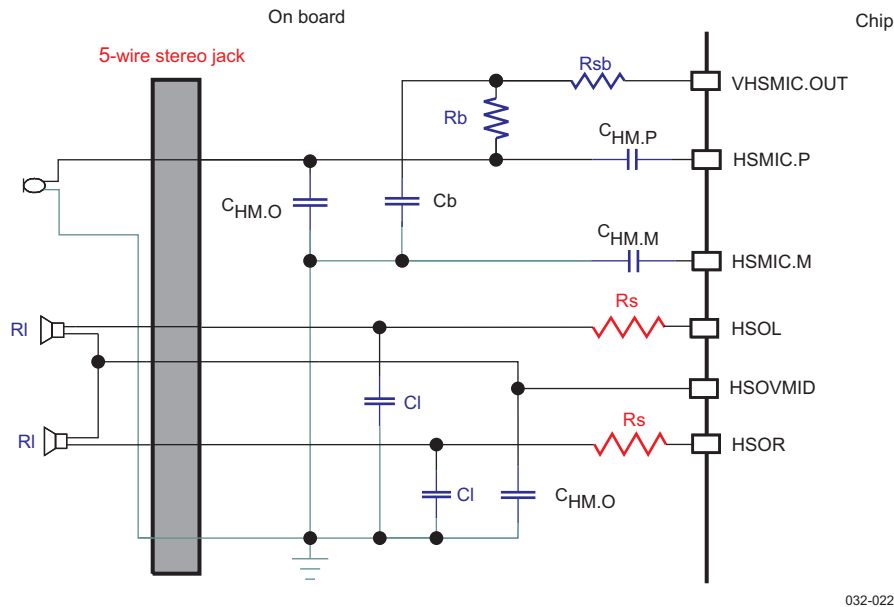 On board
Chip
5-wire stereo jack
Rsb
VHSMIC.OUT
Rb
CHM.P
HSMIC.P
CHM.O
Cb
CHM.M
HSMIC.M
Rs
HSOL
Rl
HSOVMID
Cl
Rs
HSOR
Rl
Cl
CHM.O
032-022